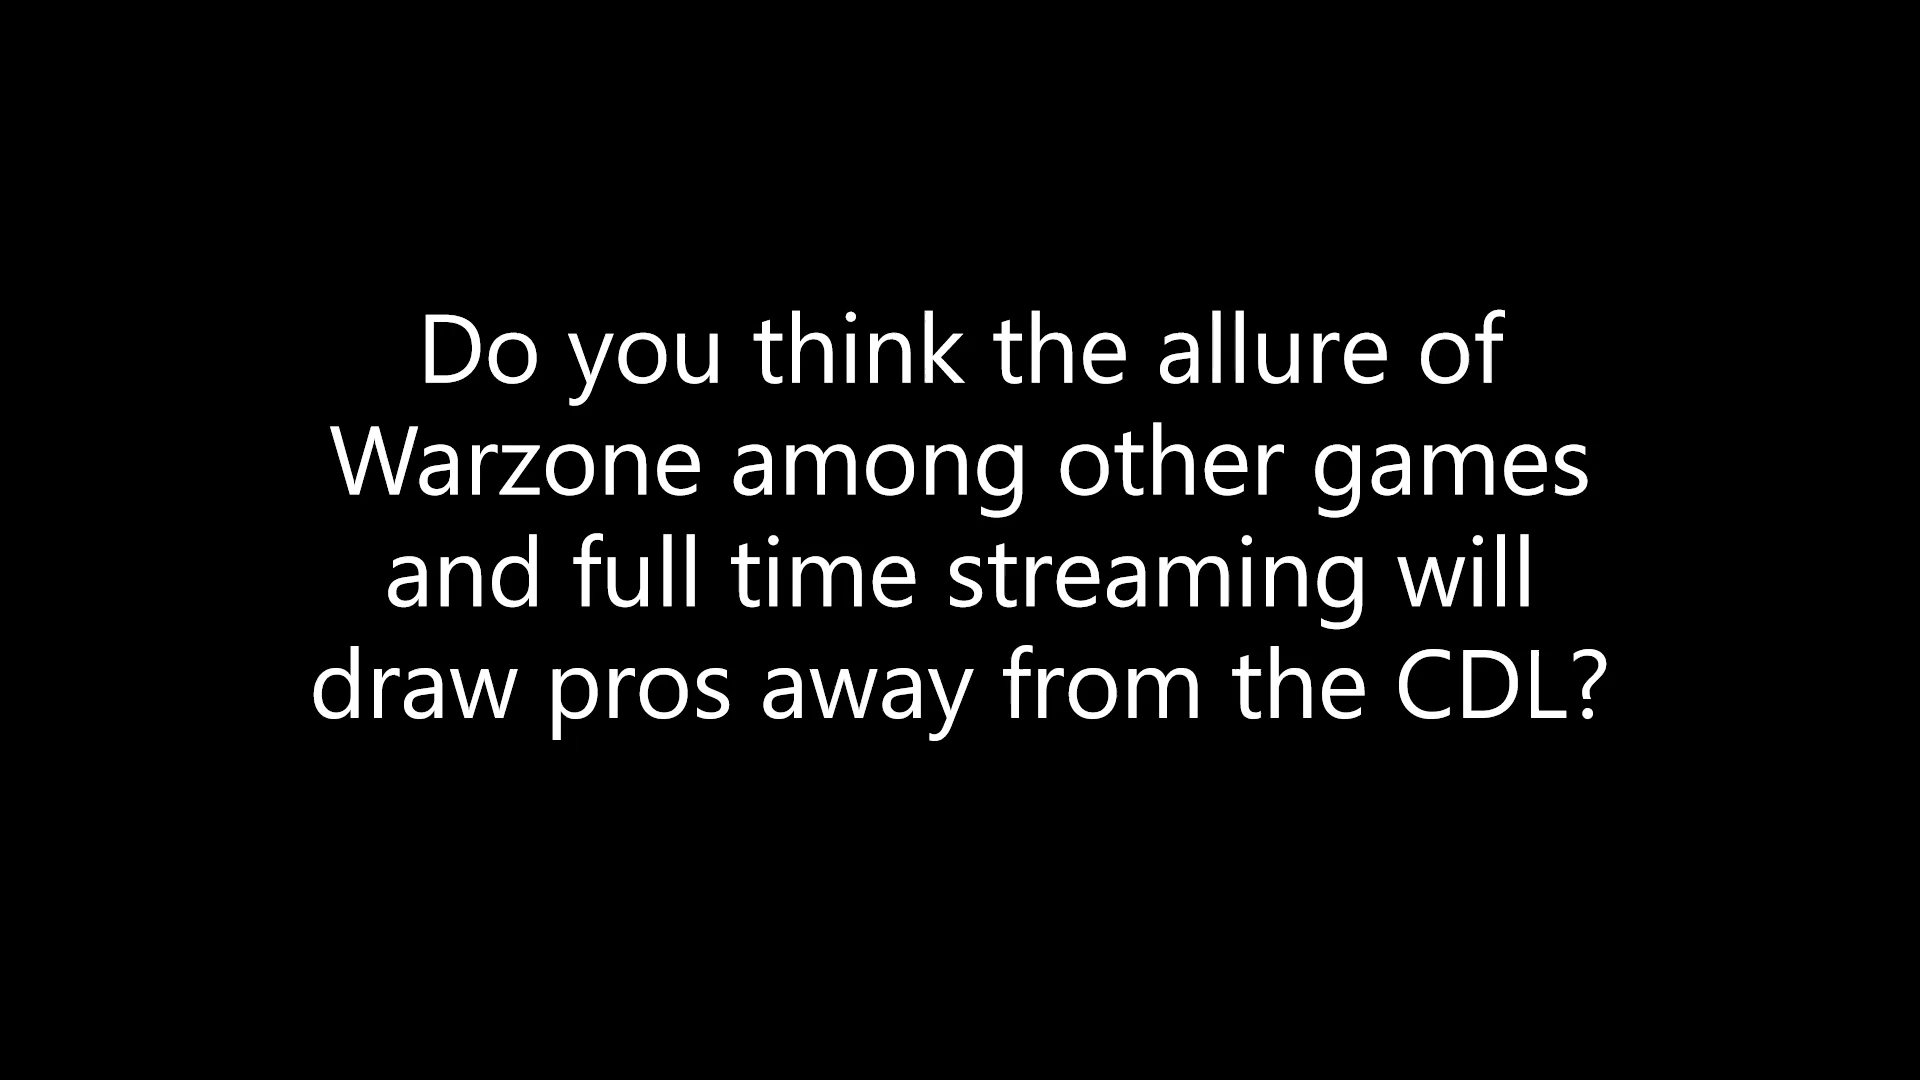 Do you think the allure of
Warzone among other games
and full time streaming will
draw pros away from the CDL?